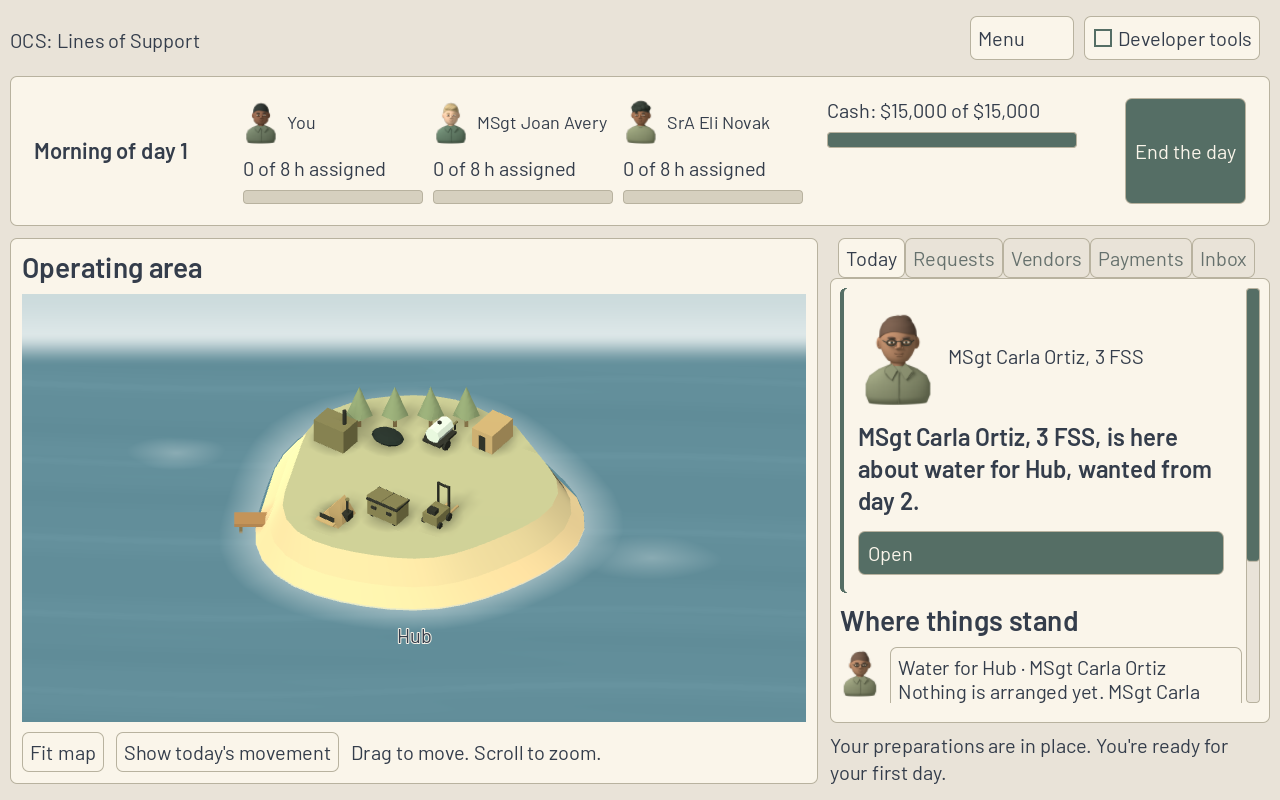 OCS: Lines of Support
Menu
Developer tools
Morning of day 1
You
0 of 8 h assigned
MSgt Joan Avery
0 of 8 h assigned
SrA Eli Novak
0 of 8 h assigned
Cash: $15,000 of $15,000
End the day
Operating area
Hub
Fit map
Show today's movement
Drag to move. Scroll to zoom.
Today
Requests
Vendors
Payments
Inbox
MSgt Carla Ortiz, 3 FSS
MSgt Carla Ortiz, 3 FSS, is here
about water for Hub, wanted from
day 2.
Open
Where things stand
Water for Hub · MSgt Carla Ortiz
Nothing is arranged yet. MSgt Carla
Your preparations are in place. You're ready for
your first day.